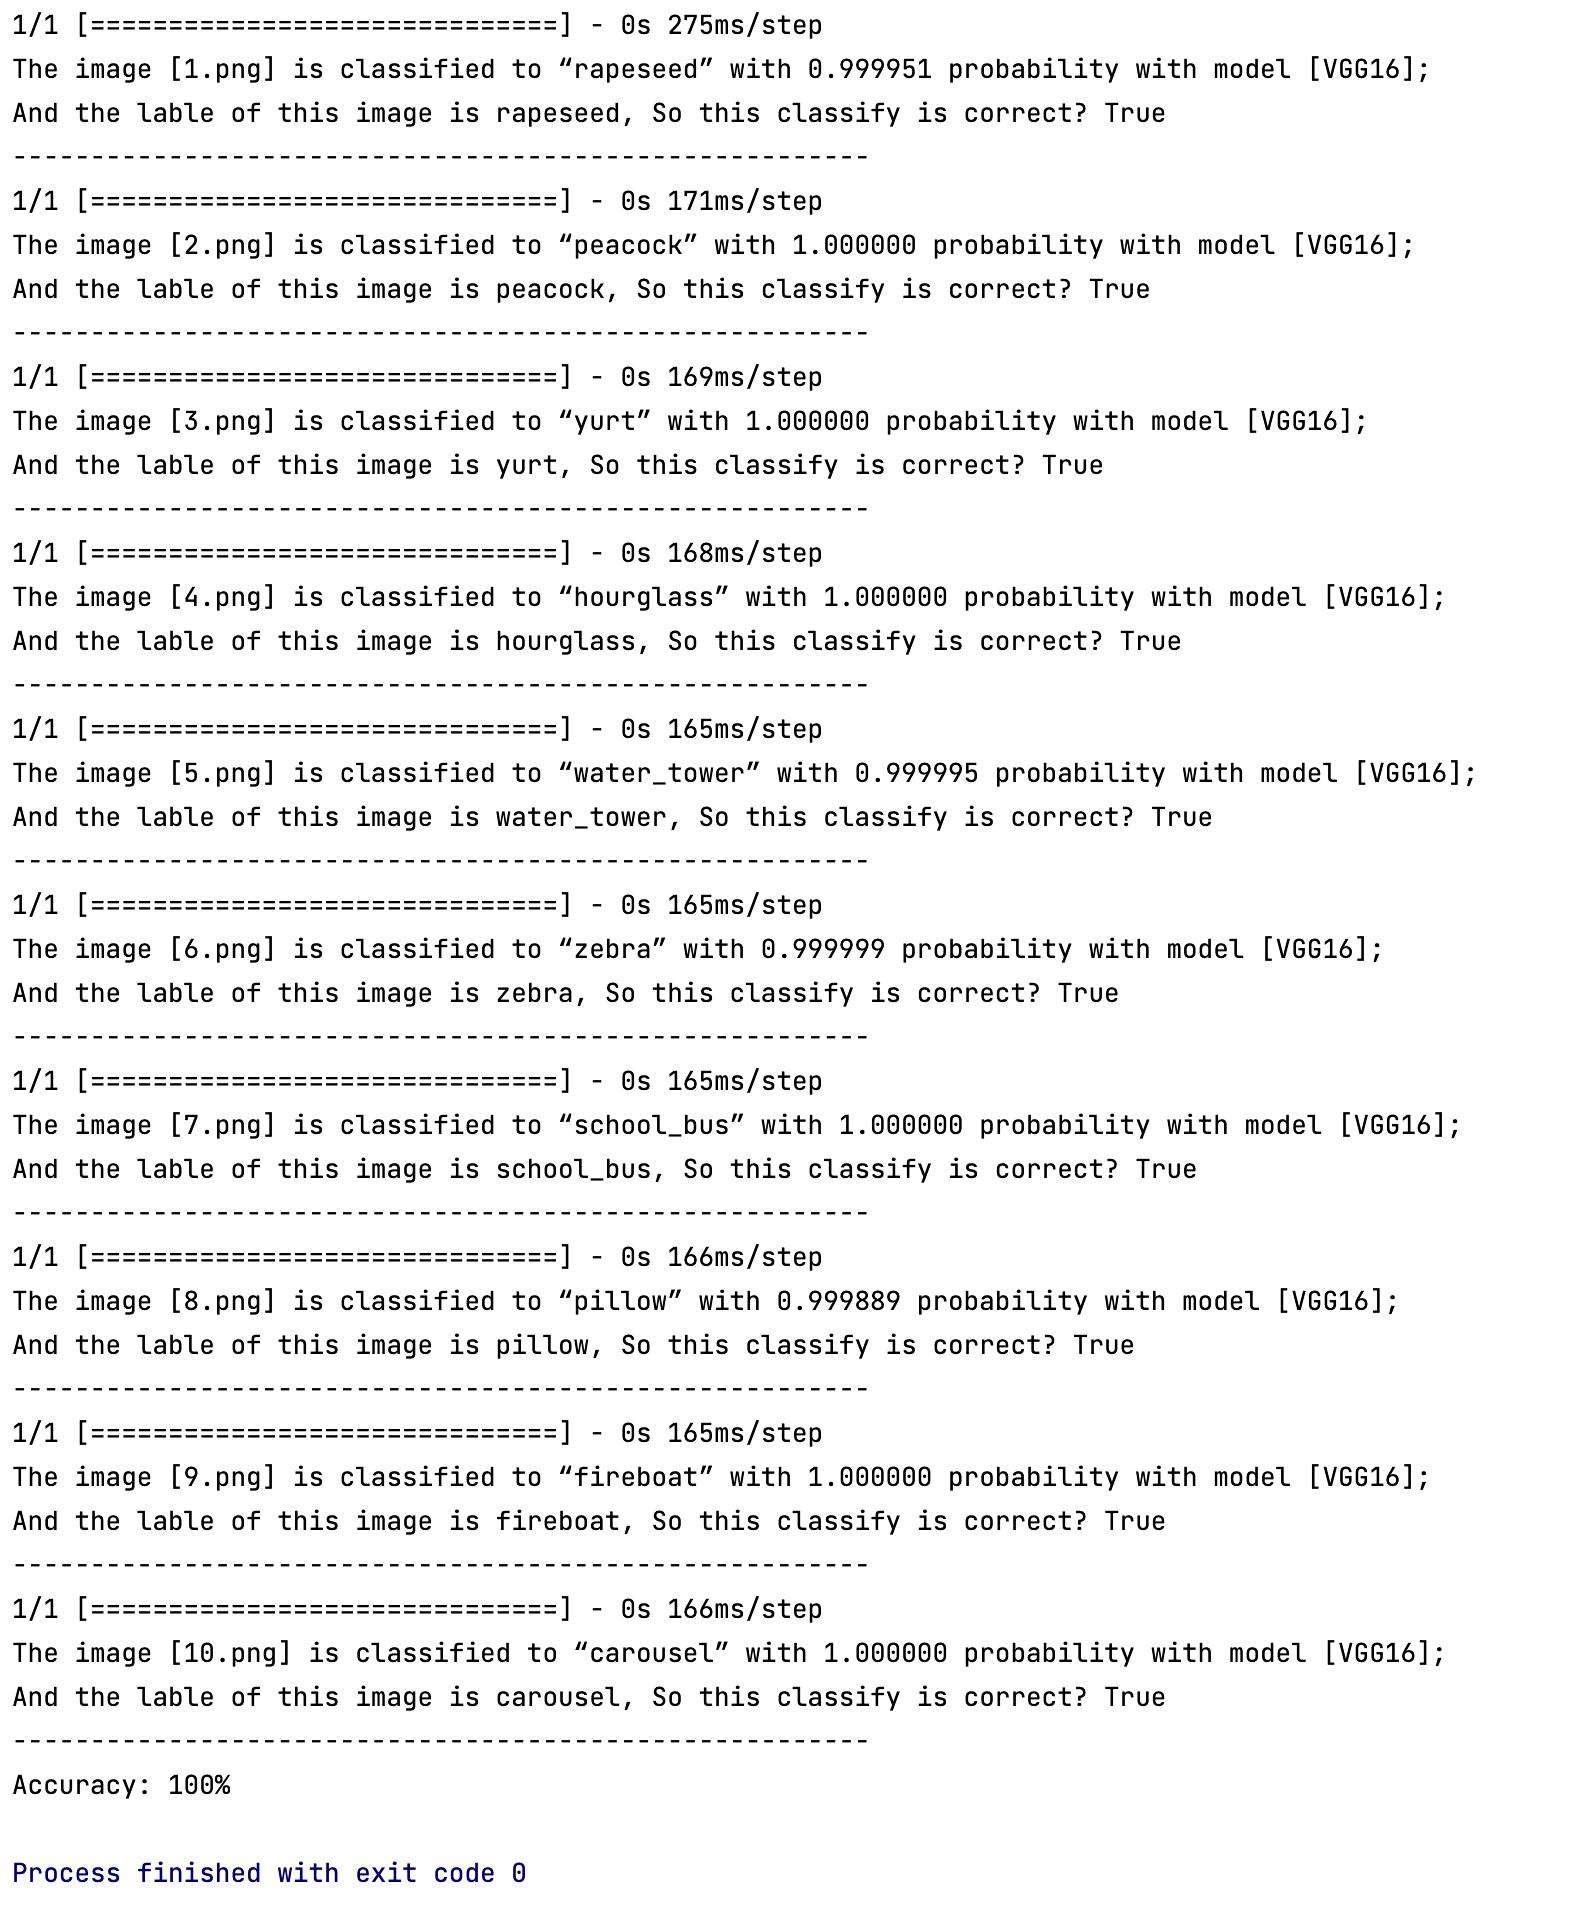 1/1 [==============================] - 0s 275ms/step
The image [1.png] is classified to “rapeseed” with 0.999951 probability with model [VGG16];
And the lable of this image is rapeseed, So this classify is correct? True
-------------------------------------------------------
1/1 [==============================] - 0s 171ms/step
The image [2.png] is classified to “peacock” with 1.000000 probability with model [VGG16];
And the lable of this image is peacock, So this classify is correct? True
-------------------------------------------------------
1/1 [==============================] - 0s 169ms/step
The image [3.png] is classified to “yurt” with 1.000000 probability with model [VGG16];
And the lable of this image is yurt, So this classify is correct? True
-------------------------------------------------------
1/1 [==============================] - 0s 168ms/step
The image [4.png] is classified to “hourglass” with 1.000000 probability with model [VGG16];
And the lable of this image is hourglass, So this classify is correct? True
-------------------------------------------------------
1/1 [==============================] - 0s 165ms/step
The image [5.png] is classified to “water_tower” with 0.999995 probability with model [VGG16];
And the lable of this image is water_tower, So this classify is correct? True
-------------------------------------------------------
1/1 [==============================] - 0s 165ms/step
The image [6.png] is classified to “zebra” with 0.999999 probability with model [VGG16];
And the lable of this image is zebra, So this classify is correct? True
-------------------------------------------------------
1/1 [==============================] - 0s 165ms/step
The image [7.png] is classified to “school_bus” with 1.000000 probability with model [VGG16];
And the lable of this image is school_bus, So this classify is correct? True
-------------------------------------------------------
1/1 [==============================] - 0s 166ms/step
The image [8.png] is classified to “pillow” with 0.999889 probability with model [VGG16];
And the lable of this image is pillow, So this classify is correct? True
-------------------------------------------------------
1/1 [==============================] - 0s 165ms/step
The image [9.png] is classified to “fireboat” with 1.000000 probability with model [VGG16];
And the lable of this image is fireboat, So this classify is correct? True
-------------------------------------------------------
1/1 [==============================] - 0s 166ms/step
The image [10.png] is classified to “carousel” with 1.000000 probability with model [VGG16];
And the lable of this image is carousel, So this classify is correct? True
-------------------------------------------------------
Accuracy: 100%
Process finished with exit code 0